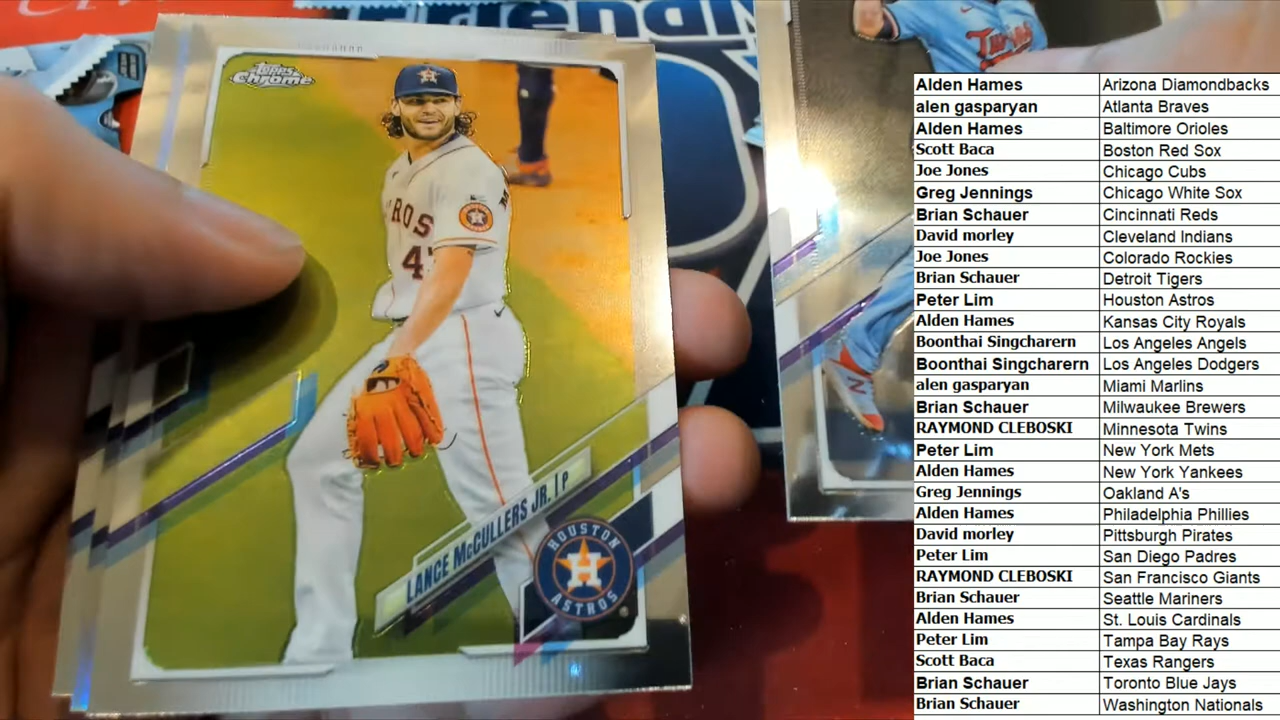 Friendly
Topps
Chrome
Twins
ROS
4
N
LANCE McCULLERS JR. | P
HOUSTON
H
ASTROS
Alden Hames Arizona Diamondbacks
alen gasparyan Atlanta Braves
Alden Hames Baltimore Orioles
Scott Baca Boston Red Sox
Joe Jones Chicago Cubs
Greg Jennings Chicago White Sox
Brian Schauer Cincinnati Reds
David morley Cleveland Indians
Joe Jones Colorado Rockies
Brian Schauer Detroit Tigers
Peter Lim Houston Astros
Alden Hames Kansas City Royals
Boonthai Singcharern Los Angeles Angels
Boonthai Singcharern Los Angeles Dodgers
alen gasparyan Miami Marlins
Brian Schauer Milwaukee Brewers
RAYMOND CLEBOSKI Minnesota Twins
Peter Lim New York Mets
Alden Hames New York Yankees
Greg Jennings Oakland A's
Alden Hames Philadelphia Phillies
David morley Pittsburgh Pirates
Peter Lim San Diego Padres
RAYMOND CLEBOSKI San Francisco Giants
Brian Schauer Seattle Mariners
Alden Hames St. Louis Cardinals
Peter Lim Tampa Bay Rays
Scott Baca Texas Rangers
Brian Schauer Toronto Blue Jays
Brian Schauer Washington Nationals